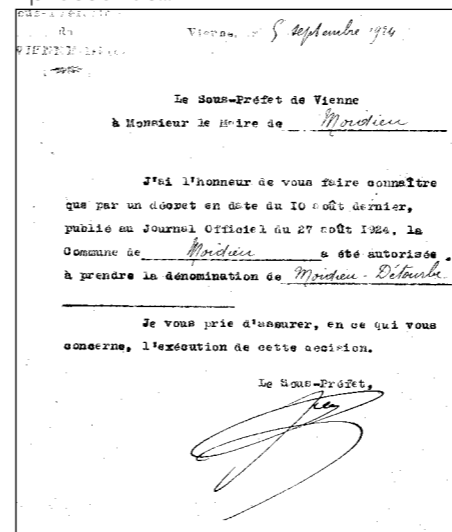 Vienne, 5 septembre 1924
Le Sous-Préfet de Vienne
à Monsieur le Maire de Moidieu
J'ai l'honneur de vous faire connaître
que par un décret en date du IO août dernier,
publié au Journal Officiel du 27 août I924, la
Commune de Moidieu a été autorisée
à prendre la dénomination de Moidieu-Détourbe
Je vous prie d'assurer, en ce qui vous
concerne, l'exécution de cette décision.
Le Sous-Préfet,